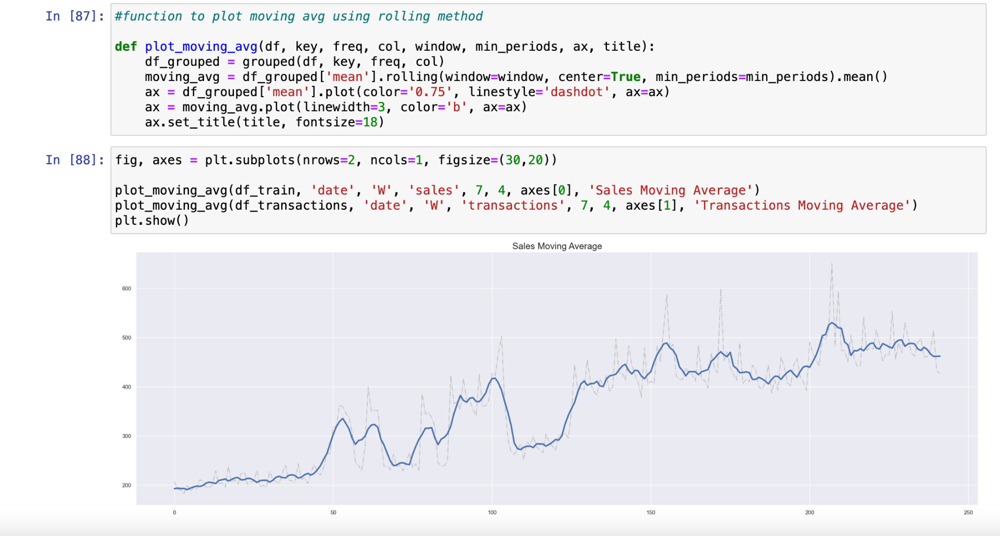 In [87]:
#function to plot moving avg using rolling method
def plot_moving_avg(df, key, freq, col, window, min_periods, ax, title):
    df_grouped = grouped(df, key, freq, col)
    moving_avg = df_grouped['mean'].rolling(window=window, center=True, min_periods=min_periods).mean()
    ax = df_grouped['mean'].plot(color='0.75', linestyle='dashdot', ax=ax)
    ax = moving_avg.plot(linewidth=3, color='b', ax=ax)
    ax.set_title(title, fontsize=18)
In [88]:
fig, axes = plt.subplots(nrows=2, ncols=1, figsize=(30,20))
plot_moving_avg(df_train, 'date', 'W', 'sales', 7, 4, axes[0], 'Sales Moving Average')
plot_moving_avg(df_transactions, 'date', 'W', 'transactions', 7, 4, axes[1], 'Transactions Moving Average')
plt.show()
Sales Moving Average
600
500
400
300
200
0 50 100 150 200 250